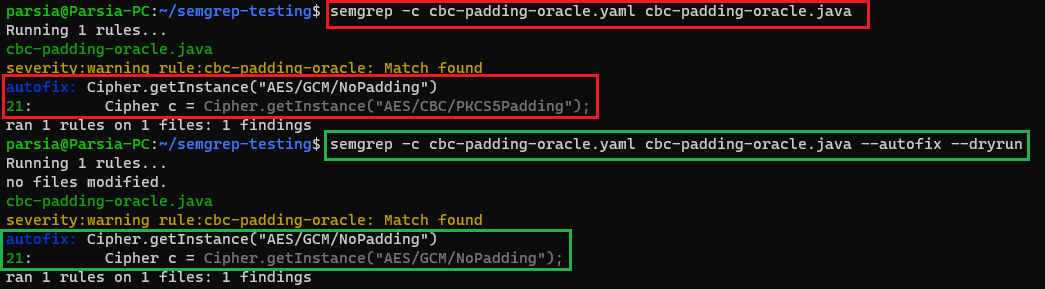 parsia@Parsia-PC:~/semgrep-testing$ semgrep -c cbc-padding-oracle.yaml cbc-padding-oracle.java
Running 1 rules...
cbc-padding-oracle.java
severity:warning rule:cbc-padding-oracle: Match found
autofix: Cipher.getInstance("AES/GCM/NoPadding")
21:        Cipher c = Cipher.getInstance("AES/CBC/PKCS5Padding");
ran 1 rules on 1 files: 1 findings
parsia@Parsia-PC:~/semgrep-testing$ semgrep -c cbc-padding-oracle.yaml cbc-padding-oracle.java --autofix --dryrun
Running 1 rules...
no files modified.
cbc-padding-oracle.java
severity:warning rule:cbc-padding-oracle: Match found
autofix: Cipher.getInstance("AES/GCM/NoPadding")
21:        Cipher c = Cipher.getInstance("AES/GCM/NoPadding");
ran 1 rules on 1 files: 1 findings